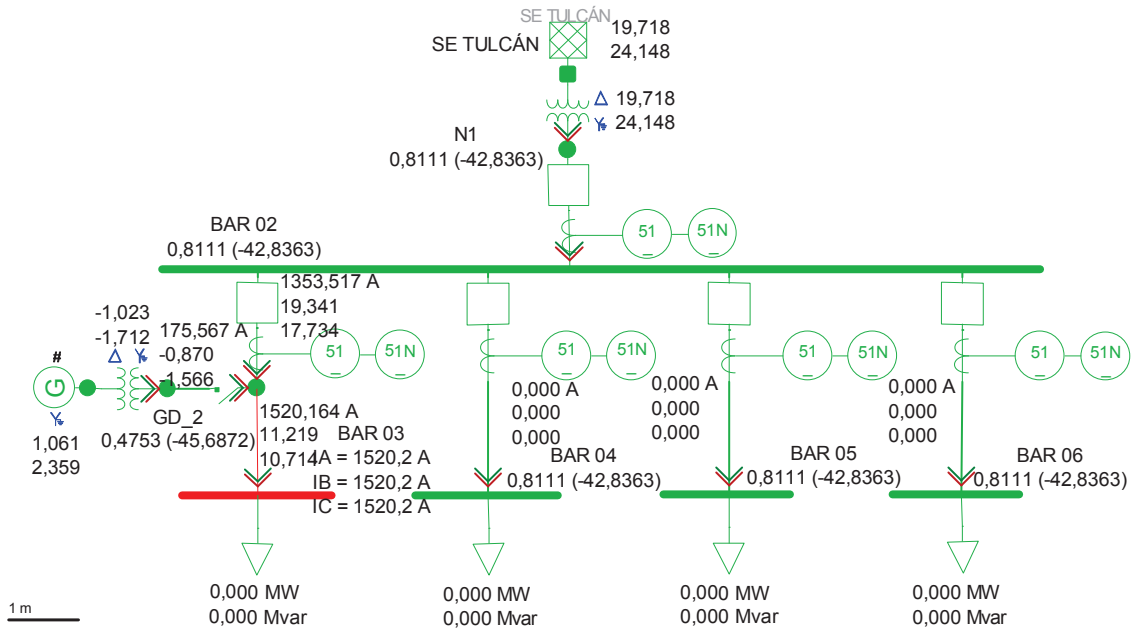 SE TULCÁN
SE TULCÁN
19,718
24,148
19,718
24,148
N1
0,8111 (-42,8363)
51
51N
BAR 02
0,8111 (-42,8363)
1353,517 A
19,341
17,734
-1,023
-1,712
175,567 A
-0,870
-1,566
#
G
1,061
2,359
GD_2
0,4753 (-45,6872)
51
51N
1520,164 A
11,219
10,714
BAR 03
IA = 1520,2 A
IB = 1520,2 A
IC = 1520,2 A
51
51N
0,000 A
0,000
0,000
BAR 04
0,8111 (-42,8363)
51
51N
0,000 A
0,000
0,000
BAR 05
0,8111 (-42,8363)
51
51N
0,000 A
0,000
0,000
BAR 06
0,8111 (-42,8363)
0,000 MW
0,000 Mvar
0,000 MW
0,000 Mvar
0,000 MW
0,000 Mvar
0,000 MW
0,000 Mvar
1 m